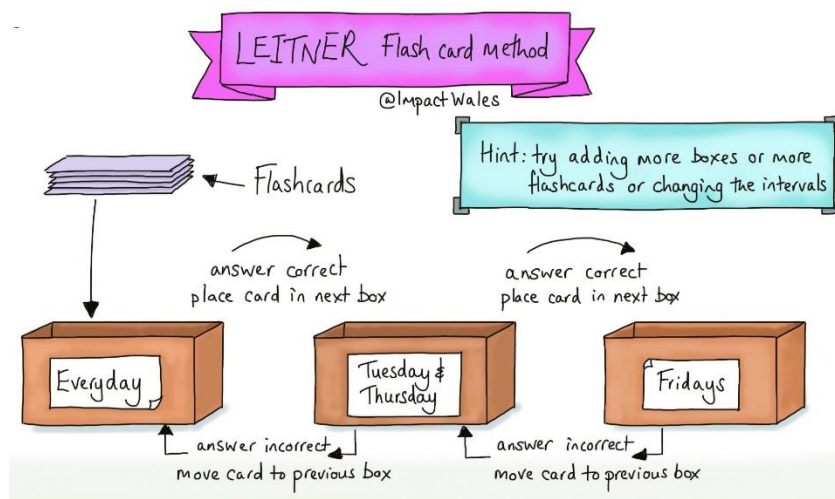 LEITNER Flash card method
@ImpactWales
Hint: try adding more boxes or more
flashcards or changing the intervals
Flashcards
answer correct
place card in next box
answer correct
place card in next box
Everyday
Tuesday &
Thursday
Fridays
answer incorrect
move card to previous box
answer incorrect
move card to previous box